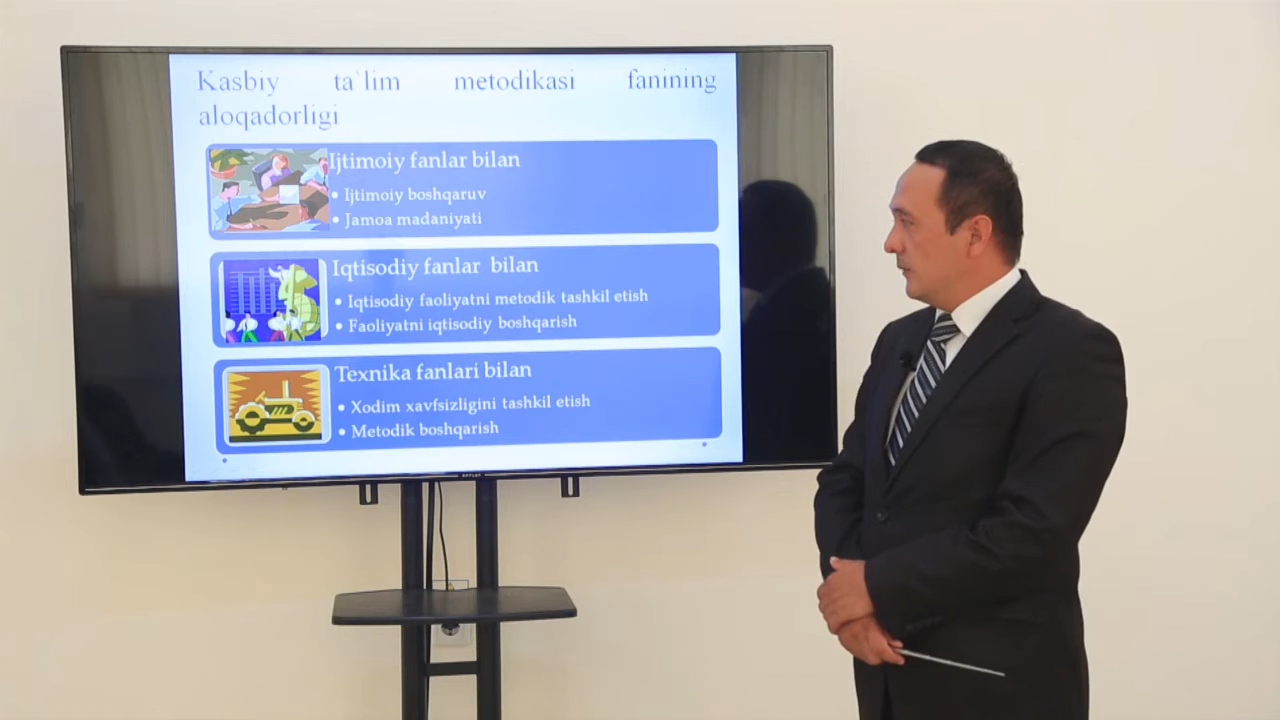 Kasbiy ta`lim metodikasi fanining
aloqadorligi
Ijtimoiy fanlar bilan
• Ijtimoiy boshqaruv
• Jamoa madaniyati
Iqtisodiy fanlar bilan
• Iqtisodiy faoliyatni metodik tashkil etish
• Faoliyatni iqtisodiy boshqarish
Texnika fanlari bilan
• Xodim xavfsizligini tashkil etish
• Metodik boshqarish